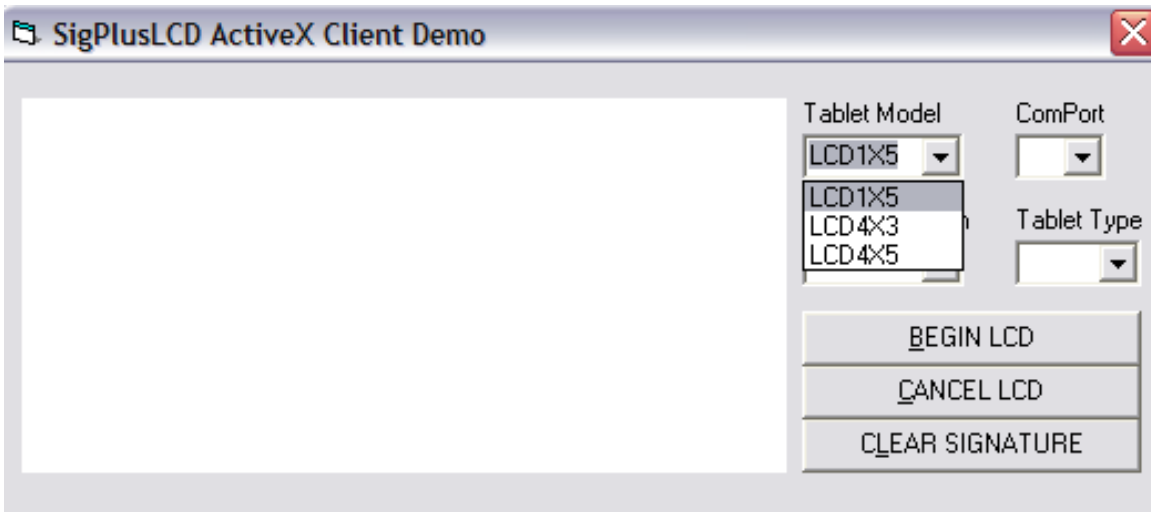 SigPlusLCD ActiveX Client Demo
Tablet Model ComPort
LCD1X5
LCD1X5
LCD4X3
LCD4X5
Tablet Type
BEGIN LCD
CANCEL LCD
CLEAR SIGNATURE